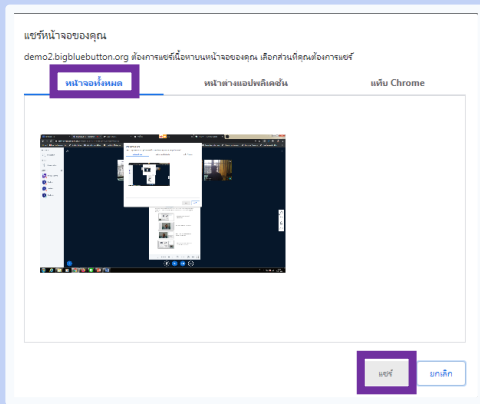 แชร์หน้าจอของคุณ
demo2.bigbluebutton.org ต้องการแชร์เนื้อหาบนหน้าจอของคุณ เลือกส่วนที่คุณต้องการแชร์
หน้าจอทั้งหมด หน้าต่างแอปพลิเคชัน แท็บ Chrome
แชร์ ยกเลิก